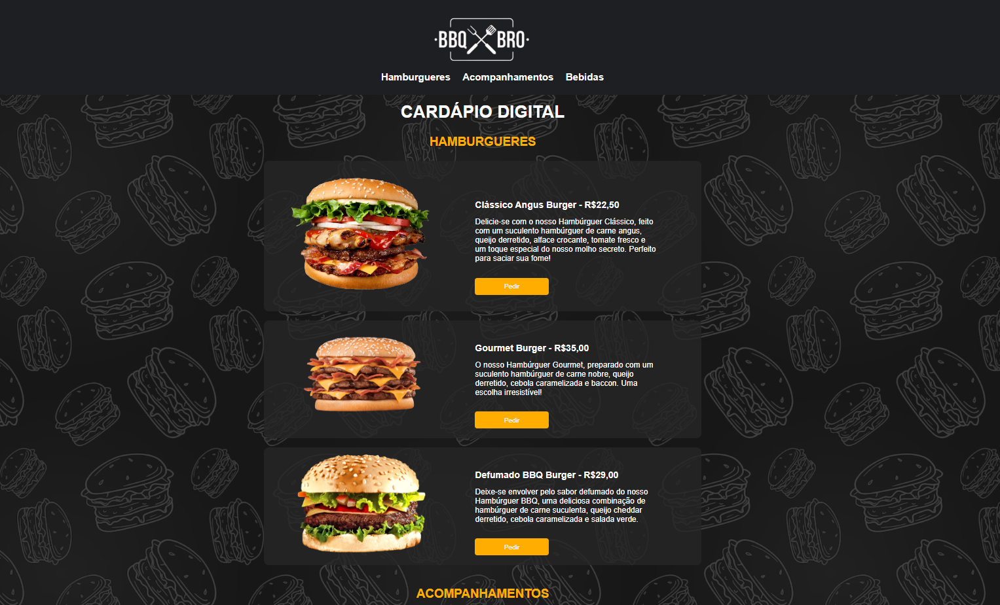 ·BBQ BRO·
Hamburgueres Acompanhamentos Bebidas
CARDÁPIO DIGITAL
HAMBURGUERES
Clássico Angus Burger - R$22,50
Delicie-se com o nosso Hambúrguer Clássico, feito
com um suculento hambúrguer de carne angus,
queijo derretido, alface crocante, tomate fresco e
um toque especial do nosso molho secreto. Perfeito
para saciar sua fome!
Pedir
Gourmet Burger - R$35,00
O nosso Hambúrguer Gourmet, preparado com um
suculento hambúrguer de carne nobre, queijo
derretido, cebola caramelizada e baccon. Uma
escolha irresistível!
Pedir
Defumado BBQ Burger - R$29,00
Deixe-se envolver pelo sabor defumado do nosso
Hambúrguer BBQ, uma deliciosa combinação de
hambúrguer de carne suculenta, queijo cheddar
derretido, cebola caramelizada e salada verde.
Pedir
ACOMPANHAMENTOS